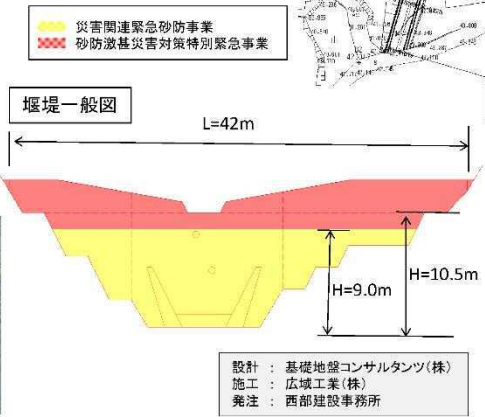 災害関連緊急砂防事業
砂防激甚災害対策特別緊急事業
堰堤一般図
L=42m
H=9.0m
H=10.5m
設計 : 基礎地盤コンサルタンツ(株)
施工 : 広域工業(株)
発注 : 西部建設事務所